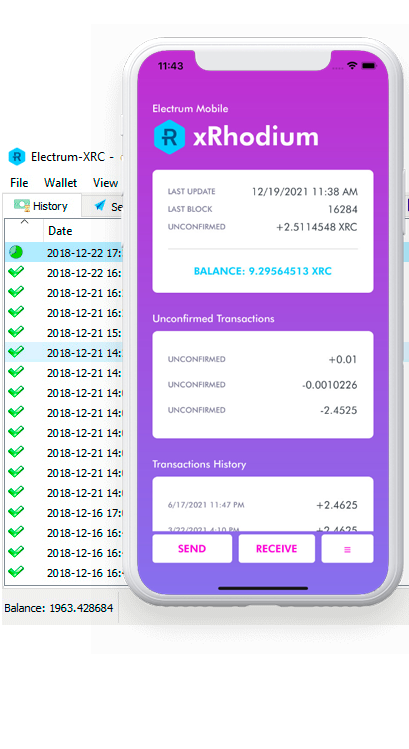 11:43
Electrum Mobile
xRhodium
LAST UPDATE 12/19/2021 11:38 AM
LAST BLOCK 16284
UNCONFIRMED +2.5114548 XRC
BALANCE: 9.29564513 XRC
Unconfirmed Transactions
UNCONFIRMED +0.01
UNCONFIRMED -0.0010226
UNCONFIRMED -2.4525
Transactions History
6/17/2021 11:47 PM +2.4625
3/22/2021 4:10 PM +2.4625
SEND RECEIVE
Electrum-XRC -
File Wallet View
History Se
Date
2018-12-22 17:
2018-12-22 16:
2018-12-21 16:
2018-12-21 16:
2018-12-21 15:
2018-12-21 14:
2018-12-21 14:
2018-12-21 14:
2018-12-21 14:
2018-12-21 14:
2018-12-21 14:
2018-12-21 14:
2018-12-21 14:
2018-12-16 17:
2018-12-16 16:
2018-12-16 16:
2018-12-16 16:
Balance: 1963.428684